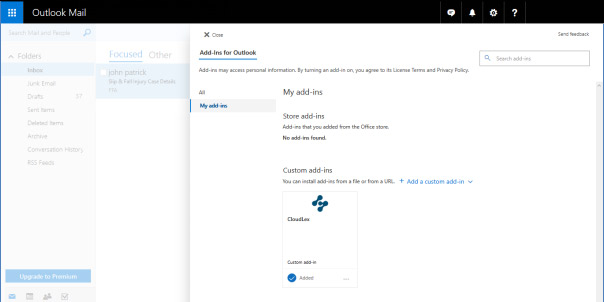 Outlook Mail
?
Search Mail and People
Close
Send feedback
Add-Ins for Outlook
Search add-ins
Add-ins may access personal information. By turning an add-in on, you agree to its License Terms and Privacy Policy.
Folders
Inbox
Junk Email
Drafts 37
Sent Items
Deleted Items
Archive
Conversation History
RSS Feeds
Upgrade to Premium
Focused Other
john patrick
Slip & Fall Injury Case Details
All
My add-ins
My add-ins
Store add-ins
Add-ins that you added from the Office store.
No add-ins found.
Custom add-ins
You can install add-ins from a file or from a URL. + Add a custom add-in
CloudLex
Custom add-in
Added ...